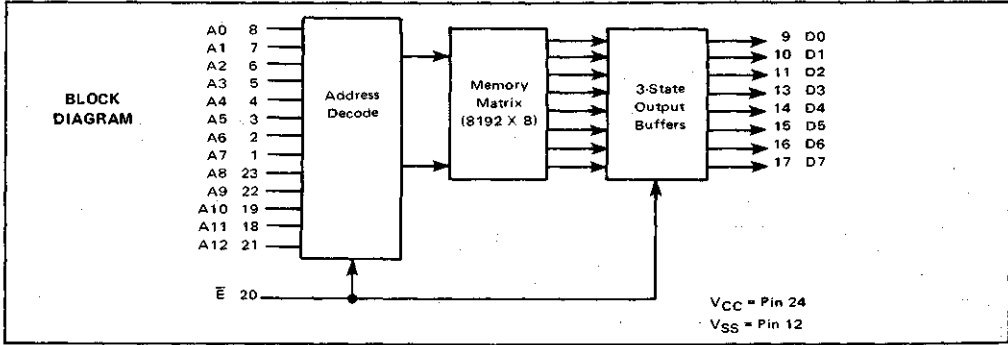 BLOCK
DIAGRAM
A0 8
A1 7
A2 6
A3 5
A4 4
A5 3
A6 2
A7 1
A8 23
A9 22
A10 19
A11 18
A12 21
E̅ 20
Address
Decode
Memory
Matrix
(8192 X 8)
3-State
Output
Buffers
9 D0
10 D1
11 D2
13 D3
14 D4
15 D5
16 D6
17 D7
VCC = Pin 24
VSS = Pin 12